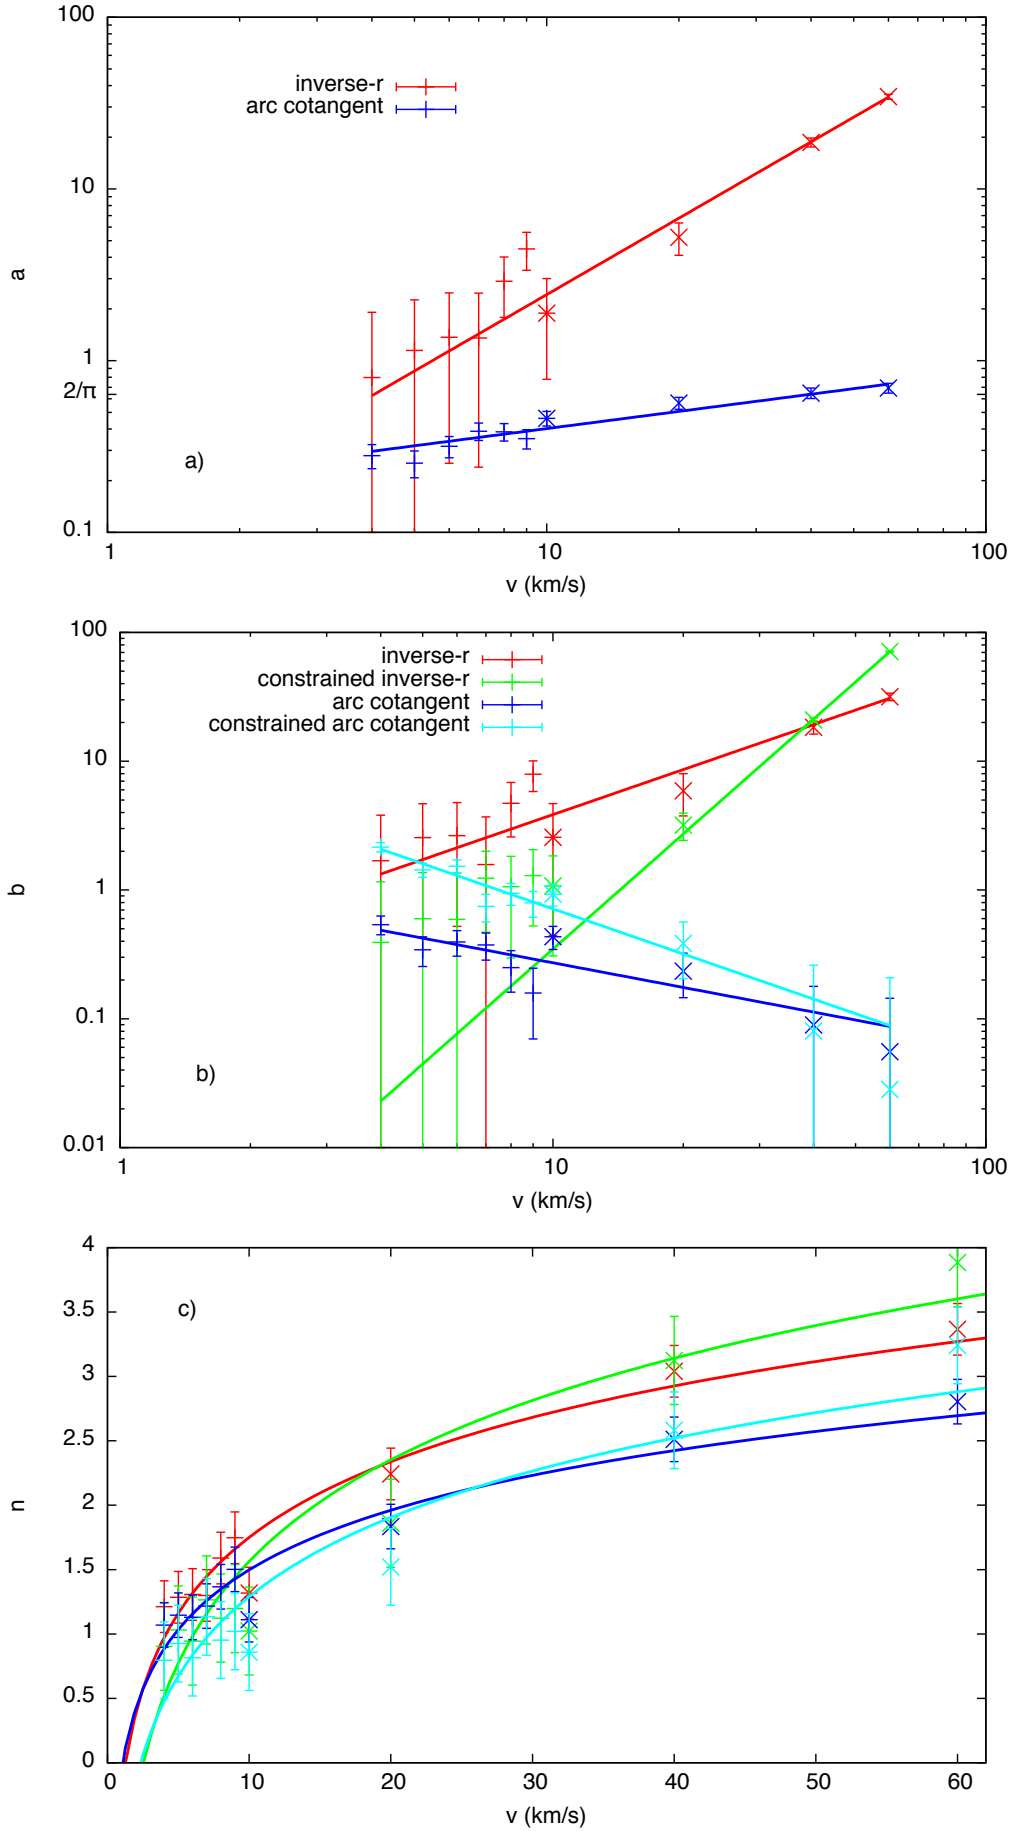 100
10
1
2/π
0.1
a
inverse-r
arc cotangent
a)
1 10 100
v (km/s)
100
10
1
0.1
0.01
b
inverse-r
constrained inverse-r
arc cotangent
constrained arc cotangent
b)
1 10 100
v (km/s)
4
3.5
3
2.5
2
1.5
1
0.5
0
n
c)
0 10 20 30 40 50 60
v (km/s)